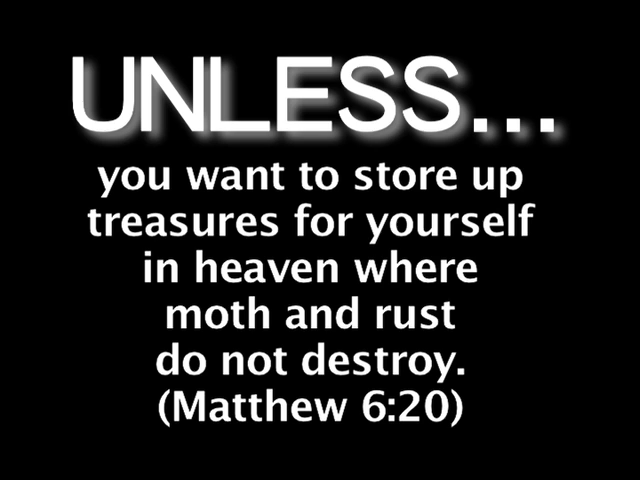 UNLESS...
you want to store up
treasures for yourself
in heaven where
moth and rust
do not destroy.
(Matthew 6:20)